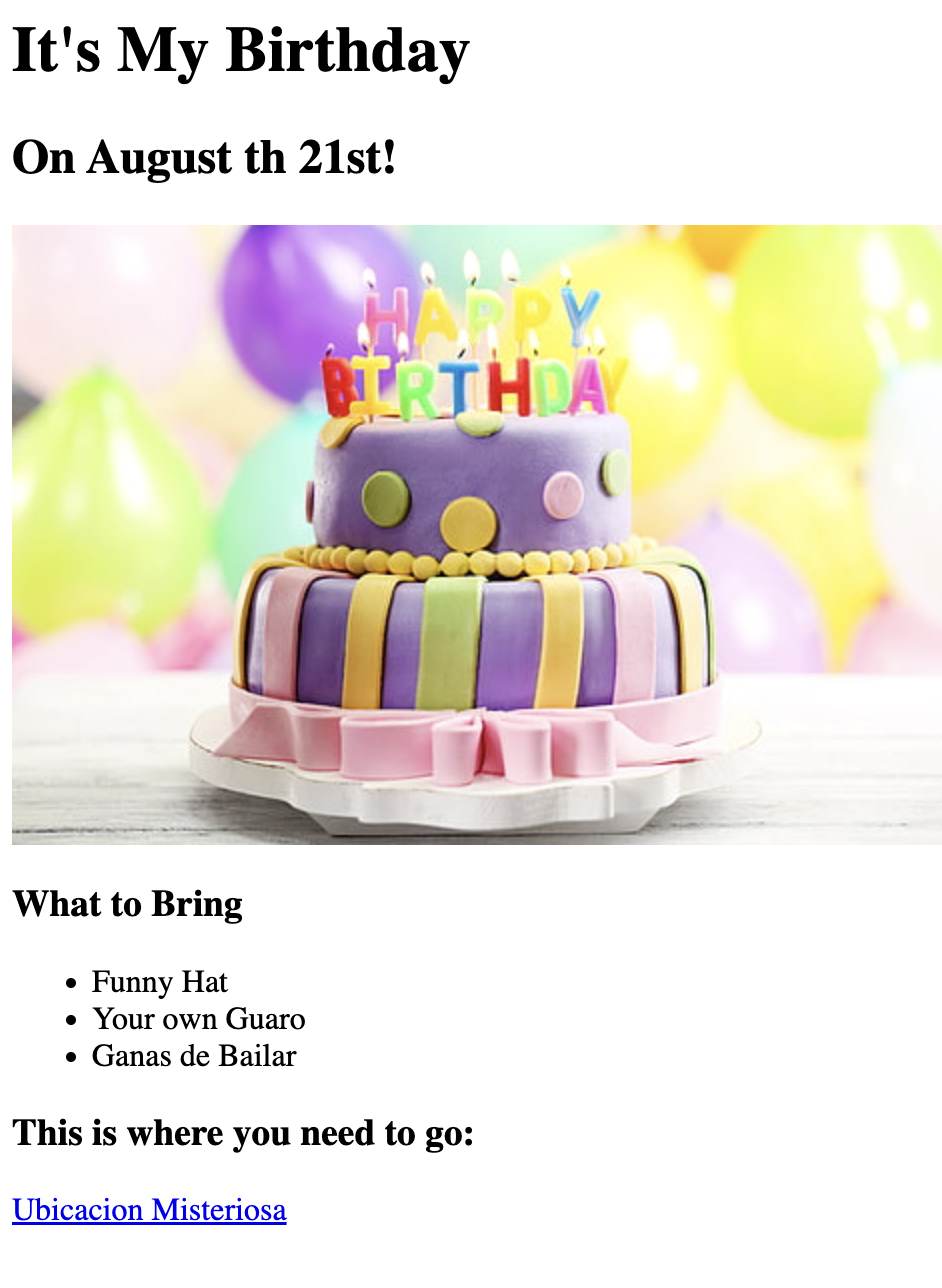 It's My Birthday
On August th 21st!
HAPPY
BIRTHDAY
What to Bring
Funny Hat
Your own Guaro
Ganas de Bailar
This is where you need to go:
Ubicacion Misteriosa